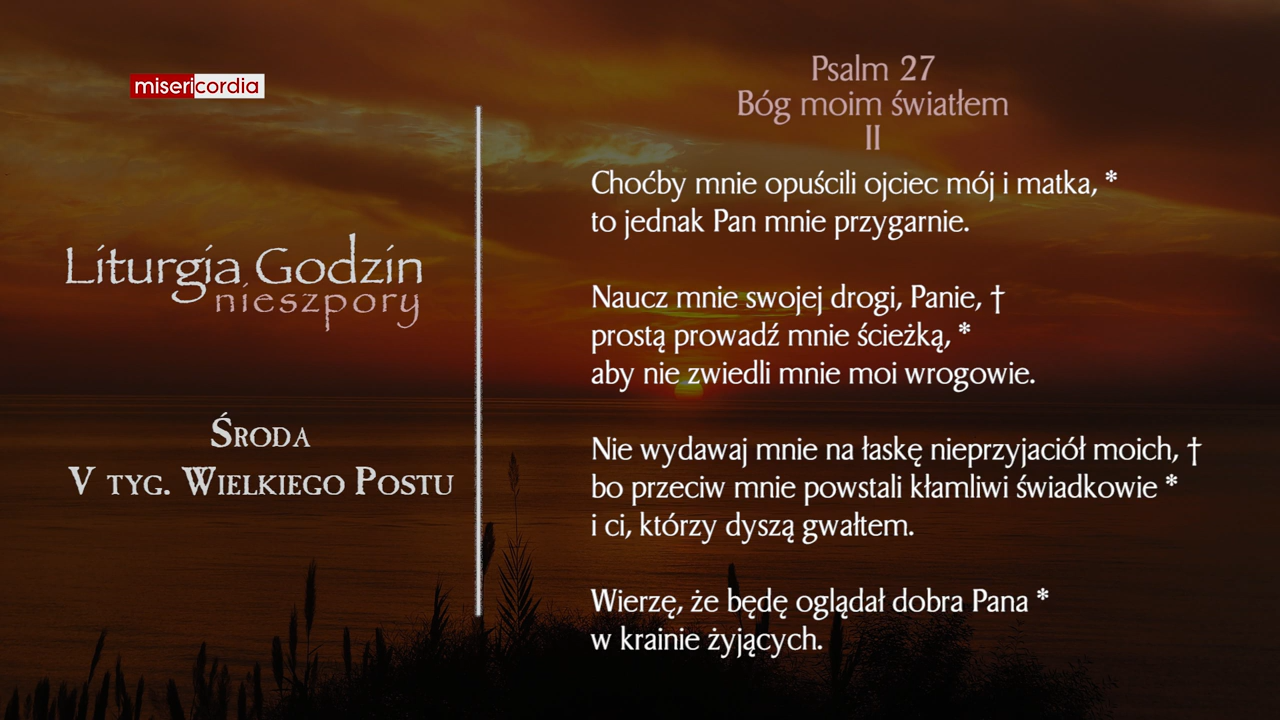 misericordia
Liturgia Godzin
nieszpory
Środa
V tyg. Wielkiego Postu
Psalm 27
Bóg moim światłem
II
Choćby mnie opuścili ojciec mój i matka, *
to jednak Pan mnie przygarnie.
Naucz mnie swojej drogi, Panie, †
prostą prowadź mnie ścieżką, *
aby nie zwiedli mnie moi wrogowie.
Nie wydawaj mnie na łaskę nieprzyjaciół moich, †
bo przeciw mnie powstali kłamliwi świadkowie *
i ci, którzy dyszą gwałtem.
Wierzę, że będę oglądał dobra Pana *
w krainie żyjących.